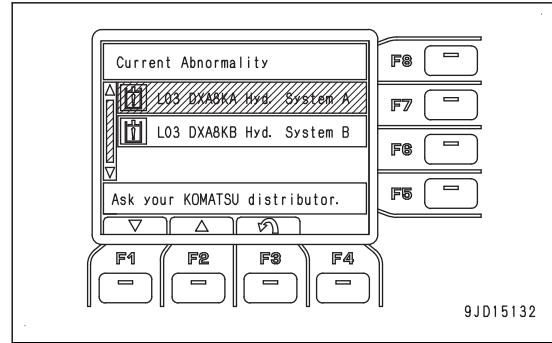 Current Abnormality
L03 DXA8KA Hyd. System A
L03 DXA8KB Hyd. System B
Ask your KOMATSU distributor.
F8
F7
F6
F5
F1 F2 F3 F4
9JD15132